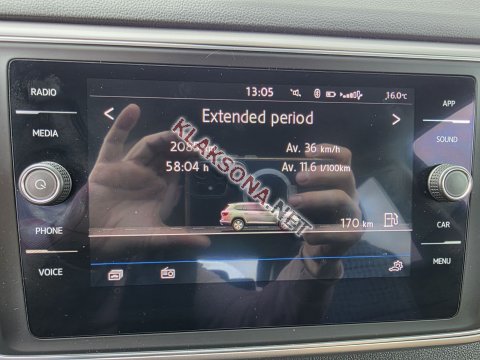 RADIO
MEDIA
PHONE
VOICE
13:05
16.0°C
Extended period
Av. 36 km/h
58:04 h
Av. 11.6 l/100km
170 km
APP
SOUND
CAR
MENU
KLAKSONA.NET